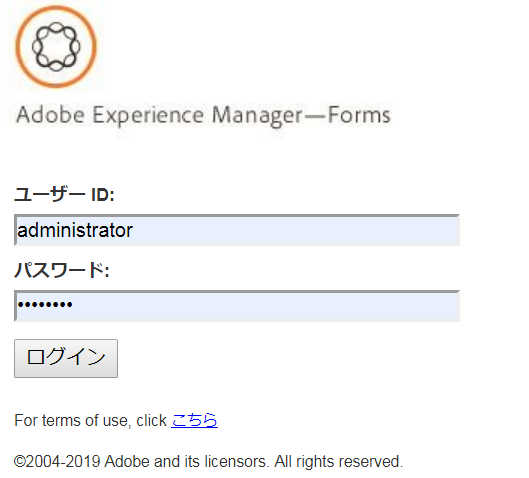 Adobe Experience Manager—Forms
ユーザー ID:
administrator
パスワード:
••••••••
ログイン
For terms of use, click こちら
©2004-2019 Adobe and its licensors. All rights reserved.